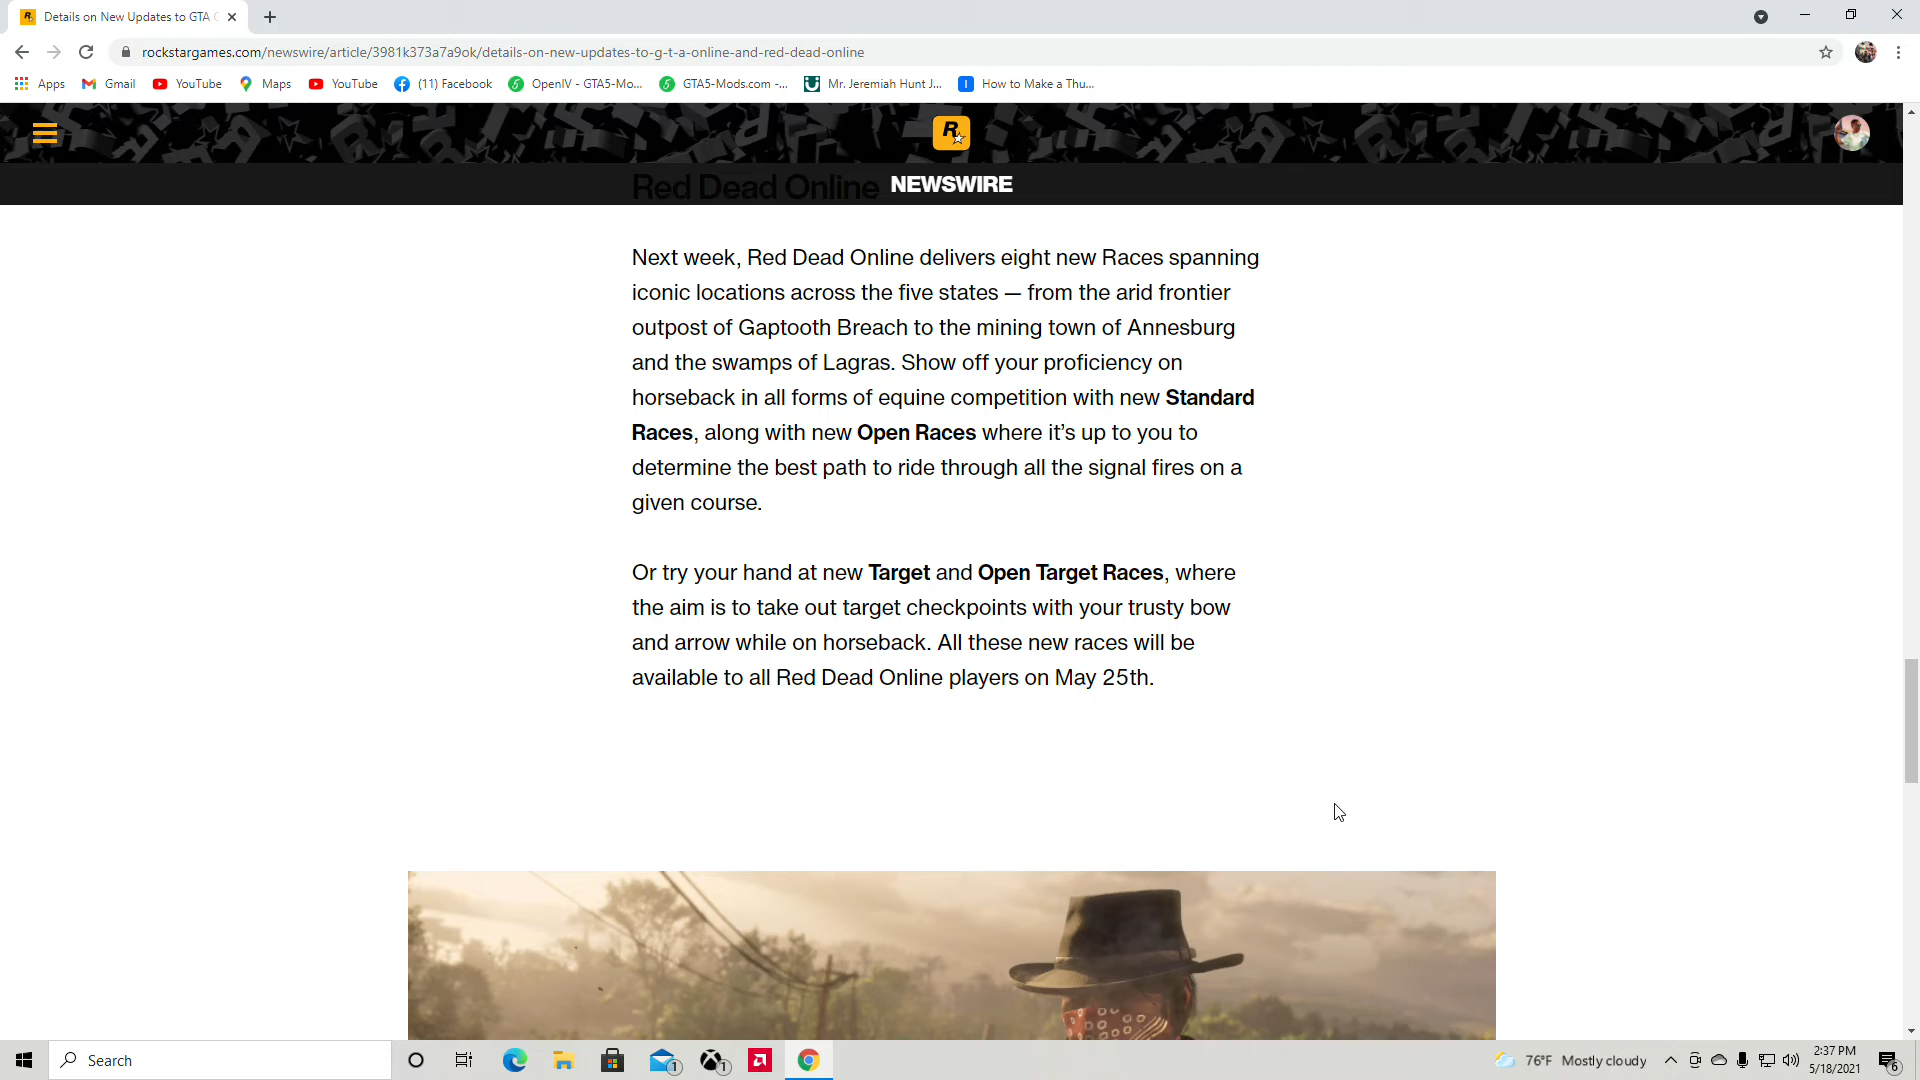 Details on New Updates to GTA
rockstargames.com/newswire/article/3981k373a7a9ok/details-on-new-updates-to-g-t-a-online-and-red-dead-online
Apps
Gmail
YouTube
Maps
YouTube
(11) Facebook
OpenIV - GTA5-Mo...
GTA5-Mods.com -...
Mr. Jeremiah Hunt J...
How to Make a Thu...
Red Dead Online
NEWSWIRE
Next week, Red Dead Online delivers eight new Races spanning
iconic locations across the five states — from the arid frontier
outpost of Gaptooth Breach to the mining town of Annesburg
and the swamps of Lagras. Show off your proficiency on
horseback in all forms of equine competition with new Standard
Races, along with new Open Races where it's up to you to
determine the best path to ride through all the signal fires on a
given course.
Or try your hand at new Target and Open Target Races, where
the aim is to take out target checkpoints with your trusty bow
and arrow while on horseback. All these new races will be
available to all Red Dead Online players on May 25th.
Search
1
1
76°F Mostly cloudy
2:37 PM
5/18/2021
6